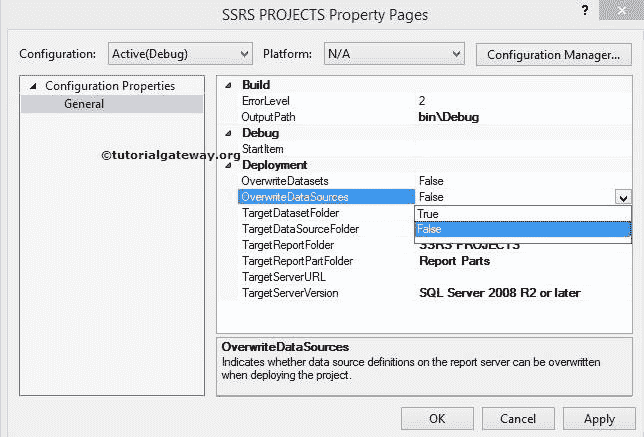 SSRS PROJECTS Property Pages
?
Configuration: Active(Debug) Platform: N/A Configuration Manager...
Configuration Properties
General
Build
ErrorLevel 2
OutputPath bin\Debug
Debug
StartItem
©tutorialgateway.org
Deployment
OverwriteDatasets False
OverwriteDataSources False
TargetDatasetFolder True
TargetDataSourceFolder False
TargetReportFolder SSRS PROJECTS
TargetReportPartFolder Report Parts
TargetServerURL
TargetServerVersion SQL Server 2008 R2 or later
OverwriteDataSources
Indicates whether data source definitions on the report server can be overwritten
when deploying the project.
OK Cancel Apply